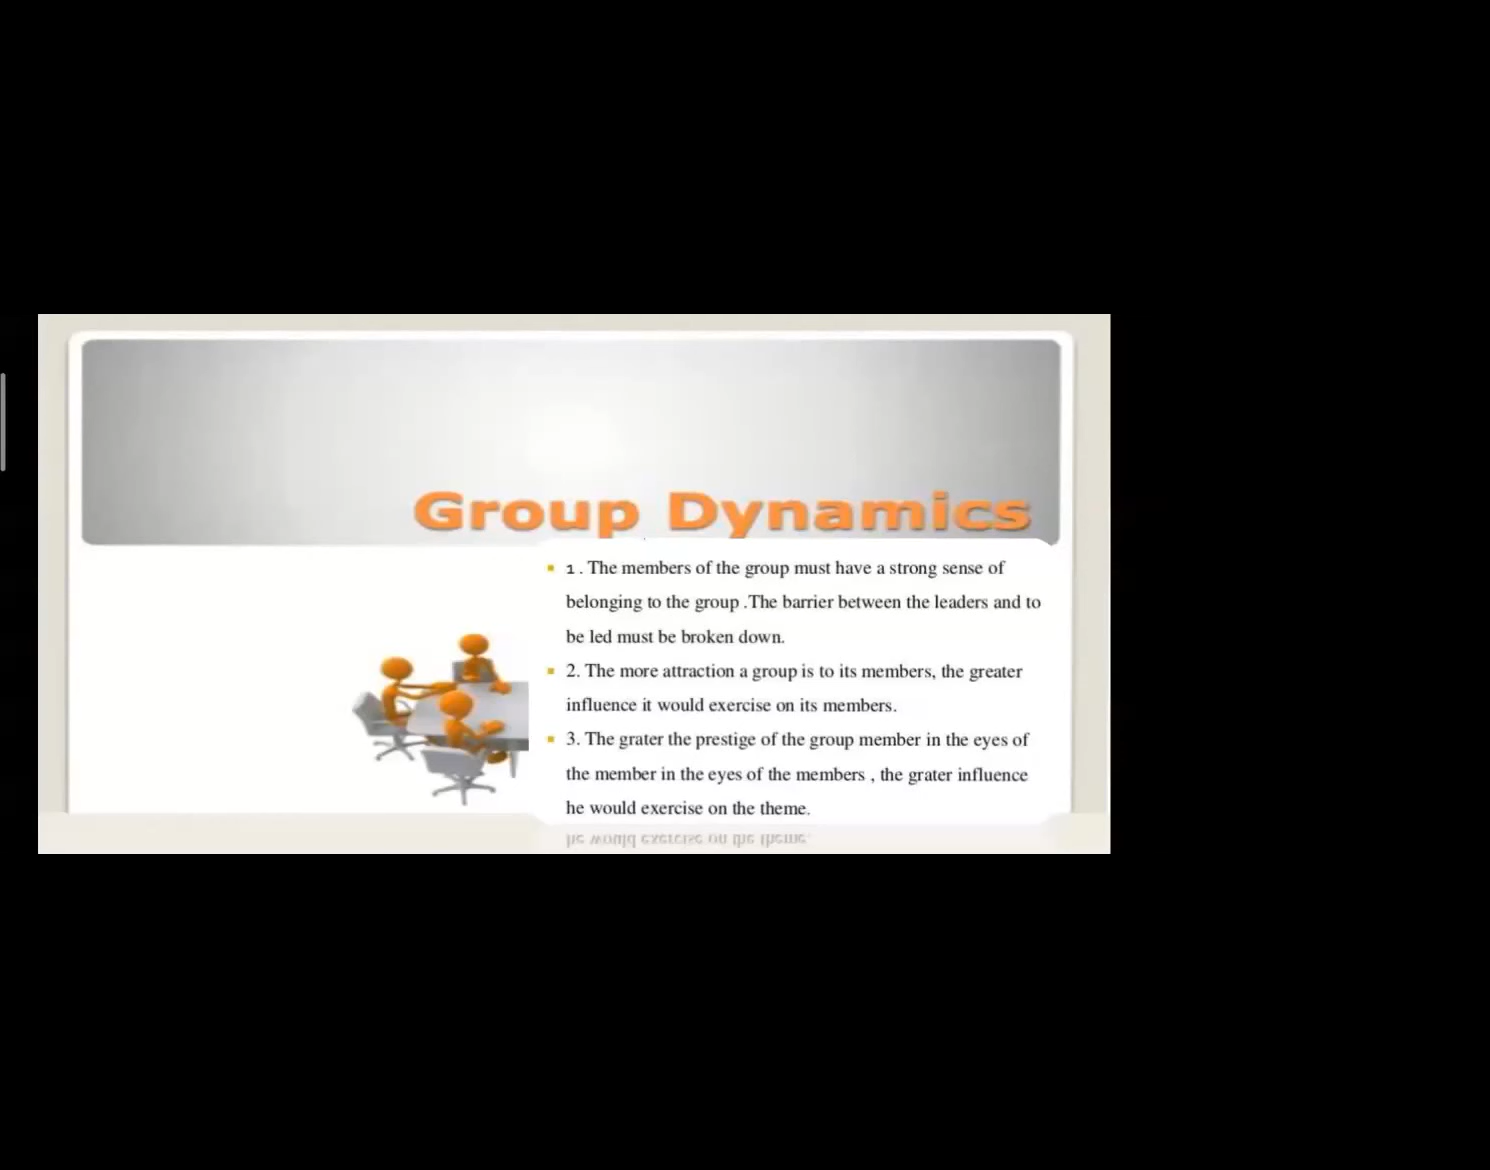 Group Dynamics
1 . The members of the group must have a strong sense of
belonging to the group .The barrier between the leaders and to
be led must be broken down.
2. The more attraction a group is to its members, the greater
influence it would exercise on its members.
3. The grater the prestige of the group member in the eyes of
the member in the eyes of the members , the grater influence
he would exercise on the theme.